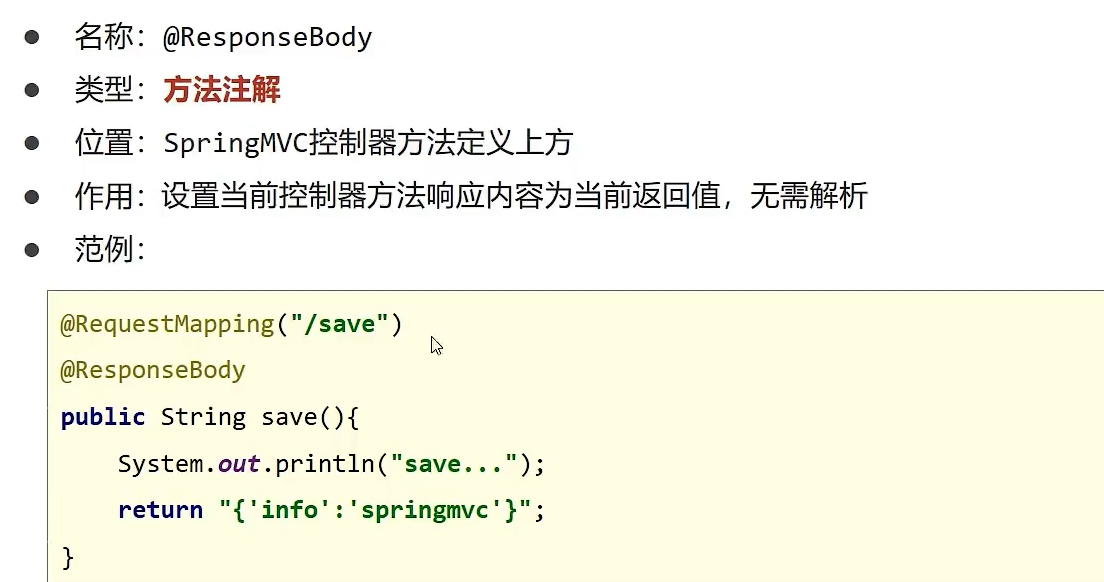 名称：@ResponseBody
类型：方法注解
位置：SpringMVC控制器方法定义上方
作用：设置当前控制器方法响应内容为当前返回值，无需解析
范例：
@RequestMapping("/save")
@ResponseBody
public String save(){
    System.out.println("save...");
    return "{'info':'springmvc'}";
}